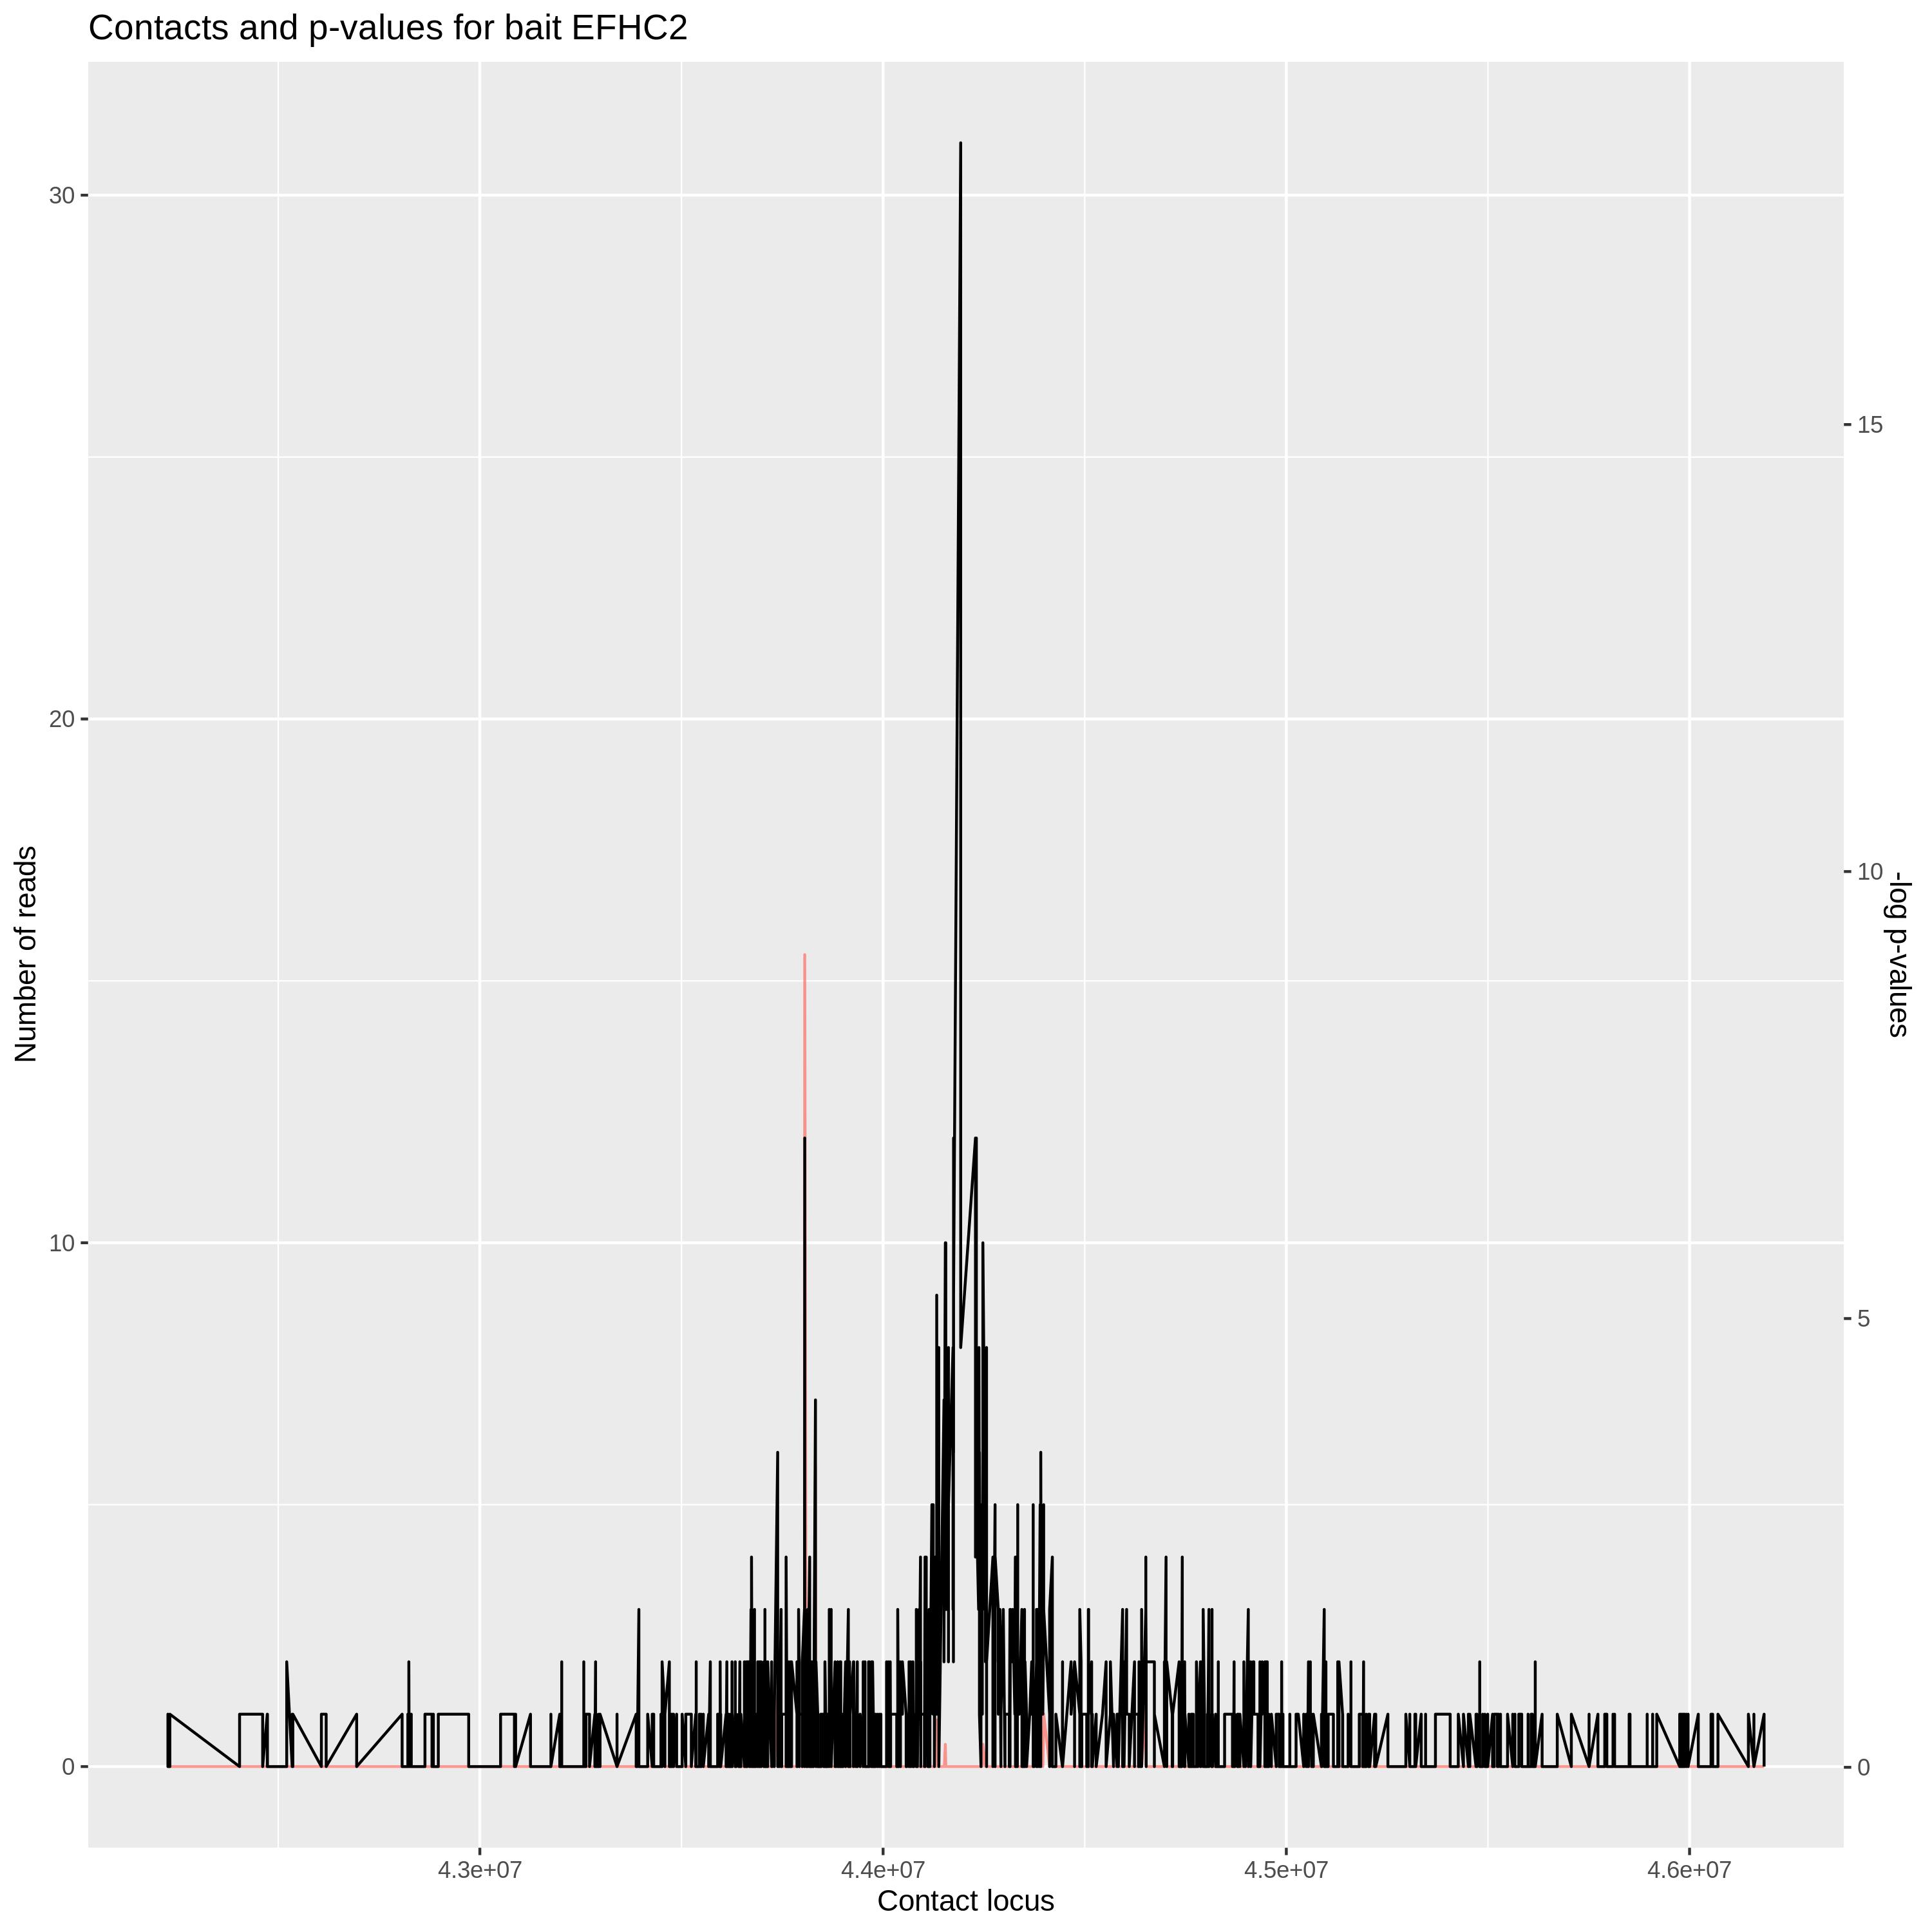 Contacts and p-values for bait EFHC2
30
20
10
0
Number of reads
15
10
5
0
-log p-values
4.3e+07
4.4e+07
4.5e+07
4.6e+07
Contact locus